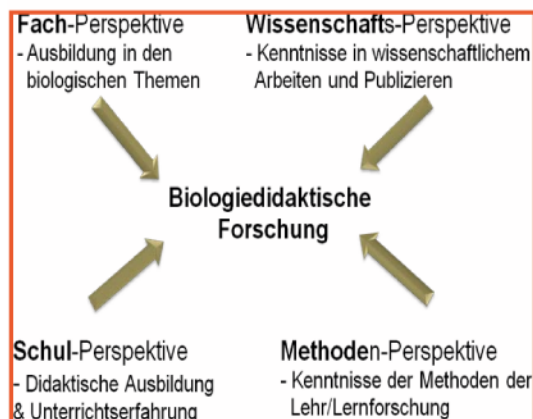 Fach-Perspektive
- Ausbildung in den
biologischen Themen
Wissenschafts-Perspektive
- Kenntnisse in wissenschaftlichem
Arbeiten und Publizieren
Biologiedidaktische
Forschung
Schul-Perspektive
- Didaktische Ausbildung
& Unterrichtserfahrung
Methoden-Perspektive
- Kenntnisse der Methoden der
Lehr/Lernforschung